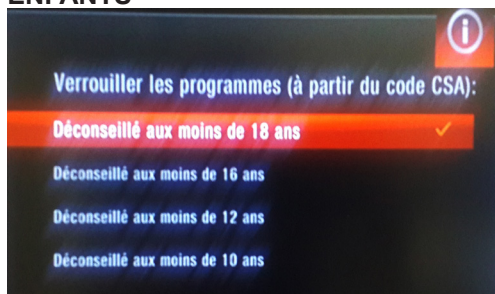 ENFANTS
Verrouiller les programmes (à partir du code CSA):
Déconseillé aux moins de 18 ans
Déconseillé aux moins de 16 ans
Déconseillé aux moins de 12 ans
Déconseillé aux moins de 10 ans